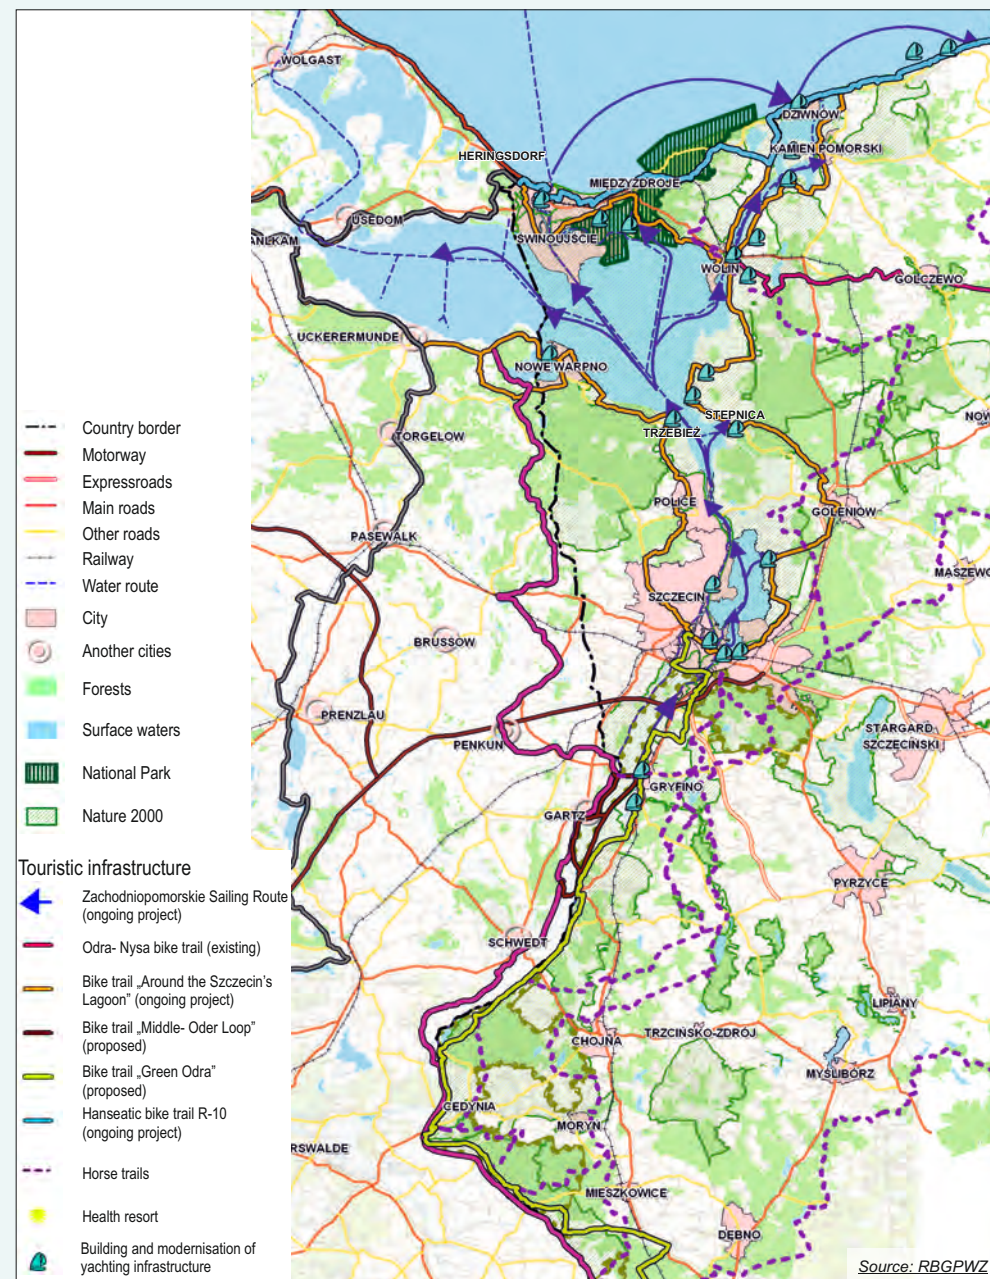 WOLGAST
DZIWNÓW
KAMIEN POMORSKI
HERINGSDORF
MIĘDZYZDROJE
USEDOM
ANLKAM
ŚWINOUJŚCIE
WOLIN
GOLCZEWO
UCKERERMUNDE
NOWE WARPNO
STEPNICA
TRZEBIEŻ
NOW
TORGELOW
POLICE
GOLENIÓW
PASEWALK
MASZEWO
SZCZECIN
BRUSSOW
PRENZLAU
PENKUN
STARGARD
SZCZECIŃSKI
GRYFINO
GARTZ
PYRZYCE
SCHWEDT
LIPIANY
CHOJNA
TRZCIŃSKO-ZDRÓJ
MYŚLIBÓRZ
CEDYNIA
MORYŃ
RSWALDE
MIESZKOWICE
DĘBNO
Country border
Motorway
Expressroads
Main roads
Other roads
Railway
Water route
City
Another cities
Forests
Surface waters
National Park
Nature 2000
Touristic infrastructure
Zachodniopomorskie Sailing Route
(ongoing project)
Odra- Nysa bike trail (existing)
Bike trail „Around the Szczecin's
Lagoon” (ongoing project)
Bike trail „Middle- Oder Loop”
(proposed)
Bike trail „Green Odra”
(proposed)
Hanseatic bike trail R-10
(ongoing project)
Horse trails
Health resort
Building and modernisation of
yachting infrastructure
Source: RBGPWZ